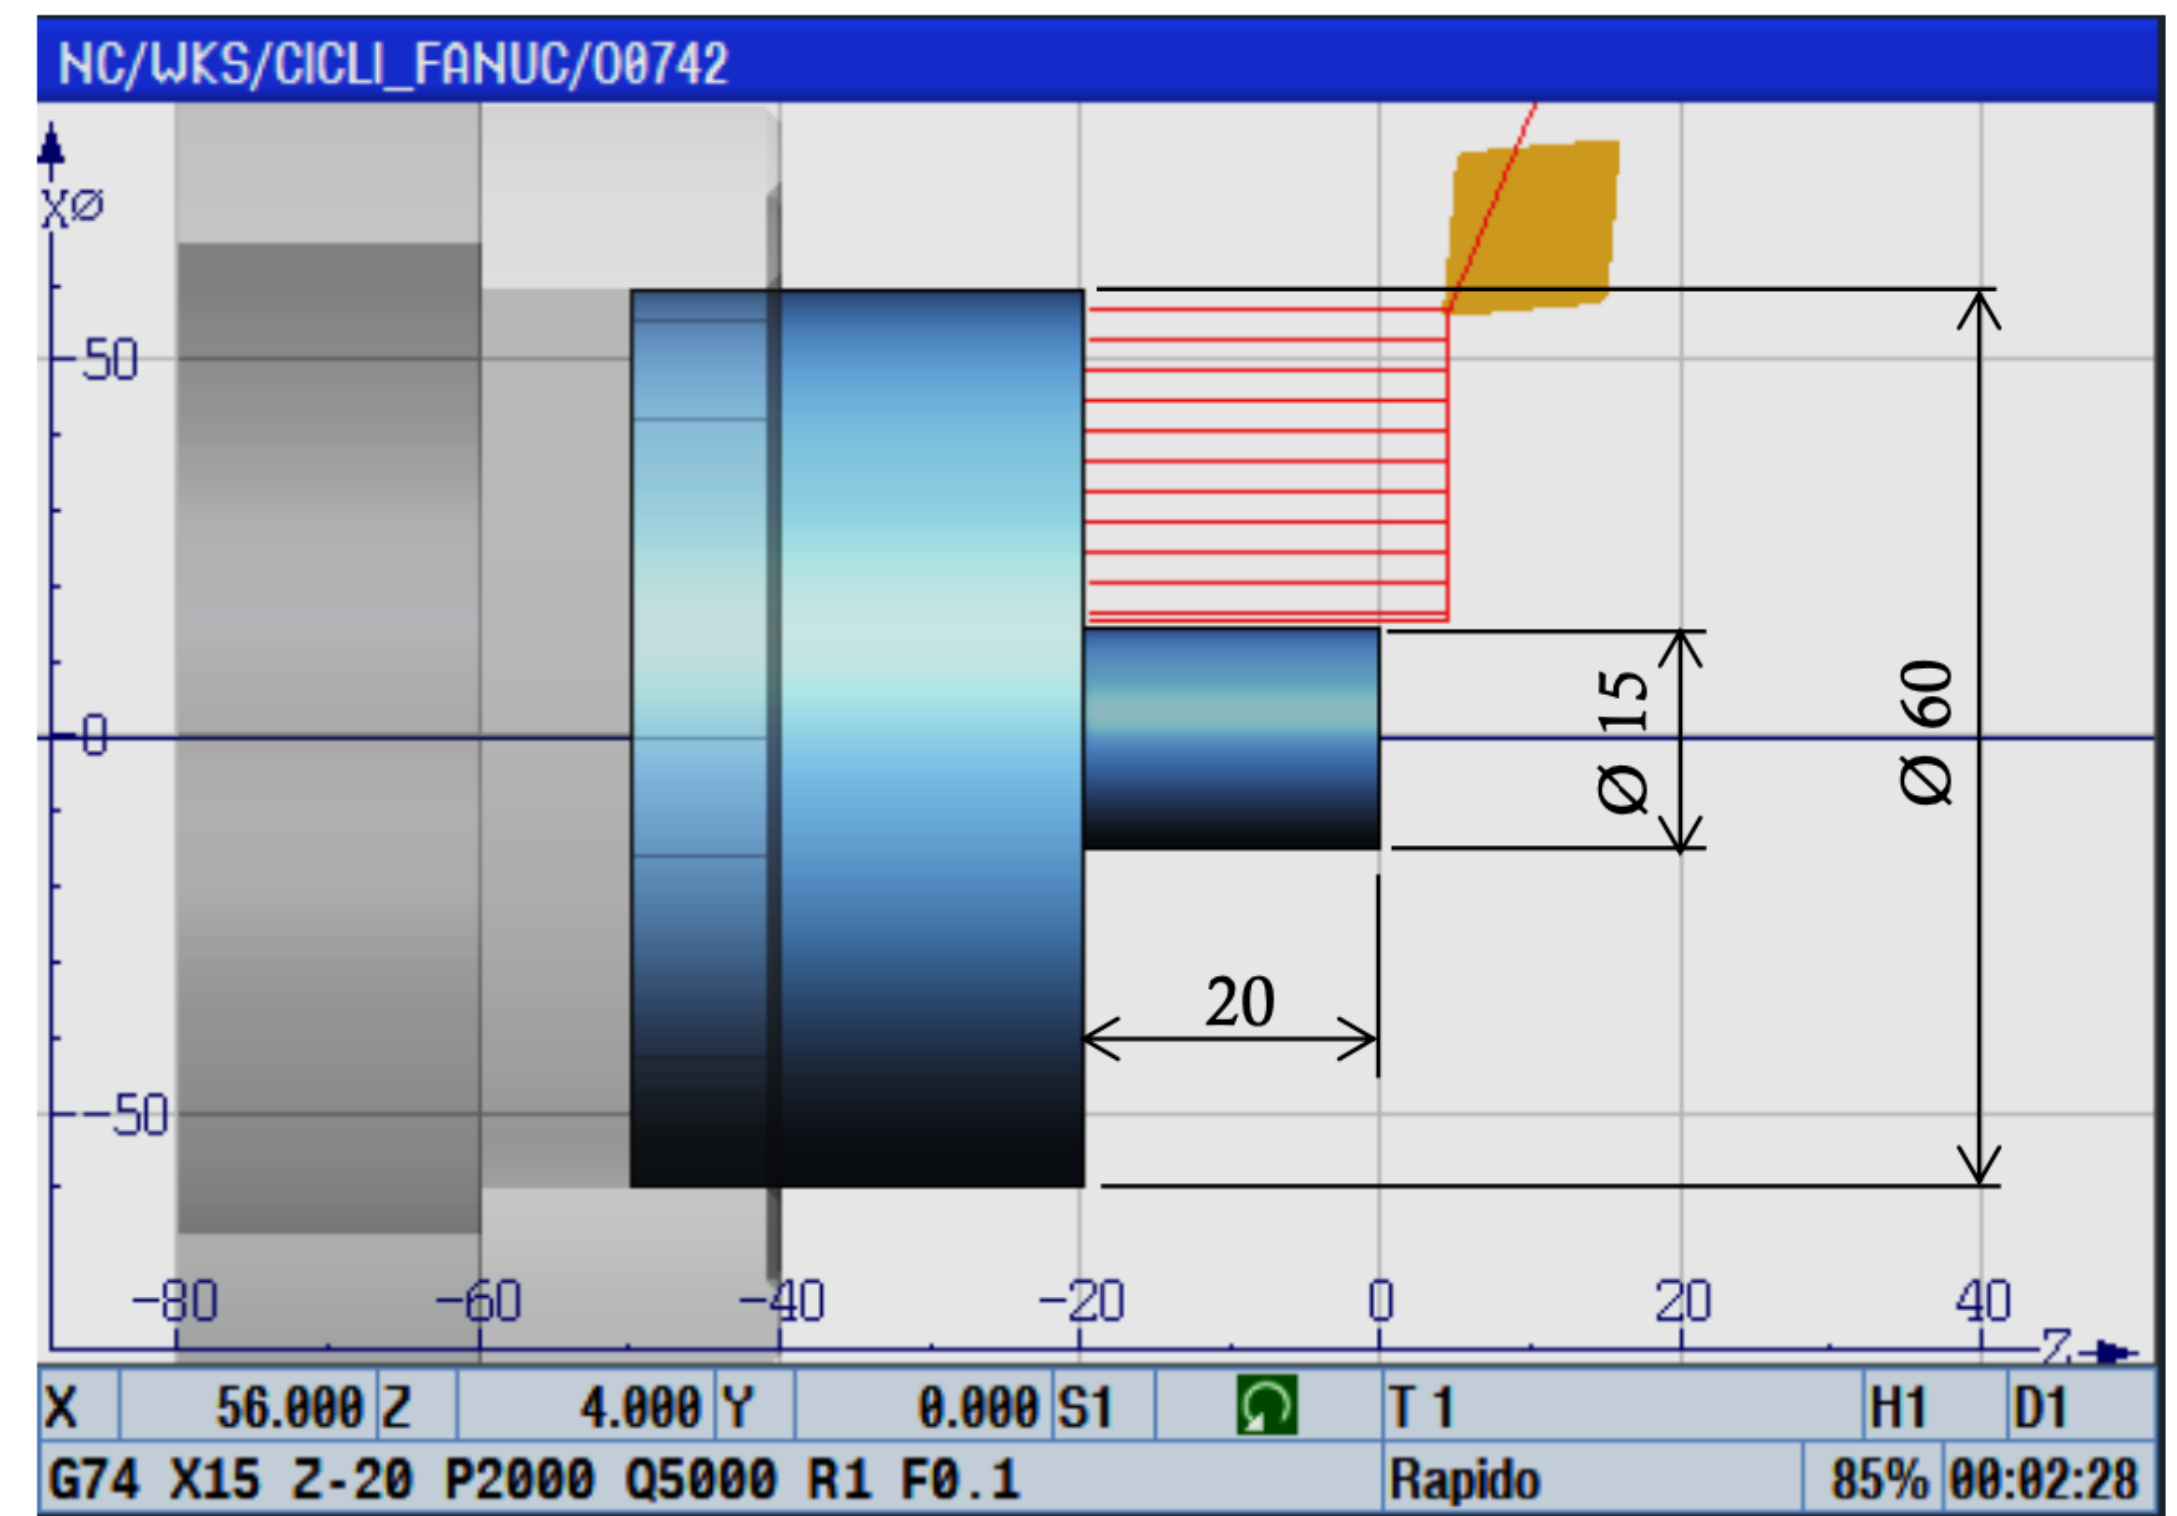 NC/WKS/CICLI_FANUC/O0742
XØ
50
0
-50
Ø 15
Ø 60
20
-80 -60 -40 -20 0 20 40
Z
X 56.000 Z 4.000 Y 0.000 S1 T 1 H1 D1
G74 X15 Z-20 P2000 Q5000 R1 F0.1 Rapido 85% 00:02:28